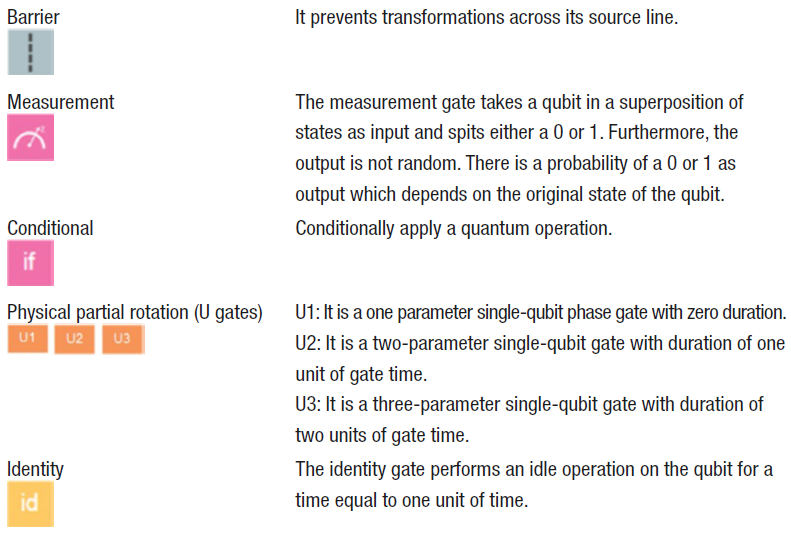 Barrier
It prevents transformations across its source line.
Measurement
The measurement gate takes a qubit in a superposition of
states as input and spits either a 0 or 1. Furthermore, the
output is not random. There is a probability of a 0 or 1 as
output which depends on the original state of the qubit.
Conditional
if
Conditionally apply a quantum operation.
Physical partial rotation (U gates)
U1 U2 U3
U1: It is a one parameter single-qubit phase gate with zero duration.
U2: It is a two-parameter single-qubit gate with duration of one
unit of gate time.
U3: It is a three-parameter single-qubit gate with duration of
two units of gate time.
Identity
id
The identity gate performs an idle operation on the qubit for a
time equal to one unit of time.